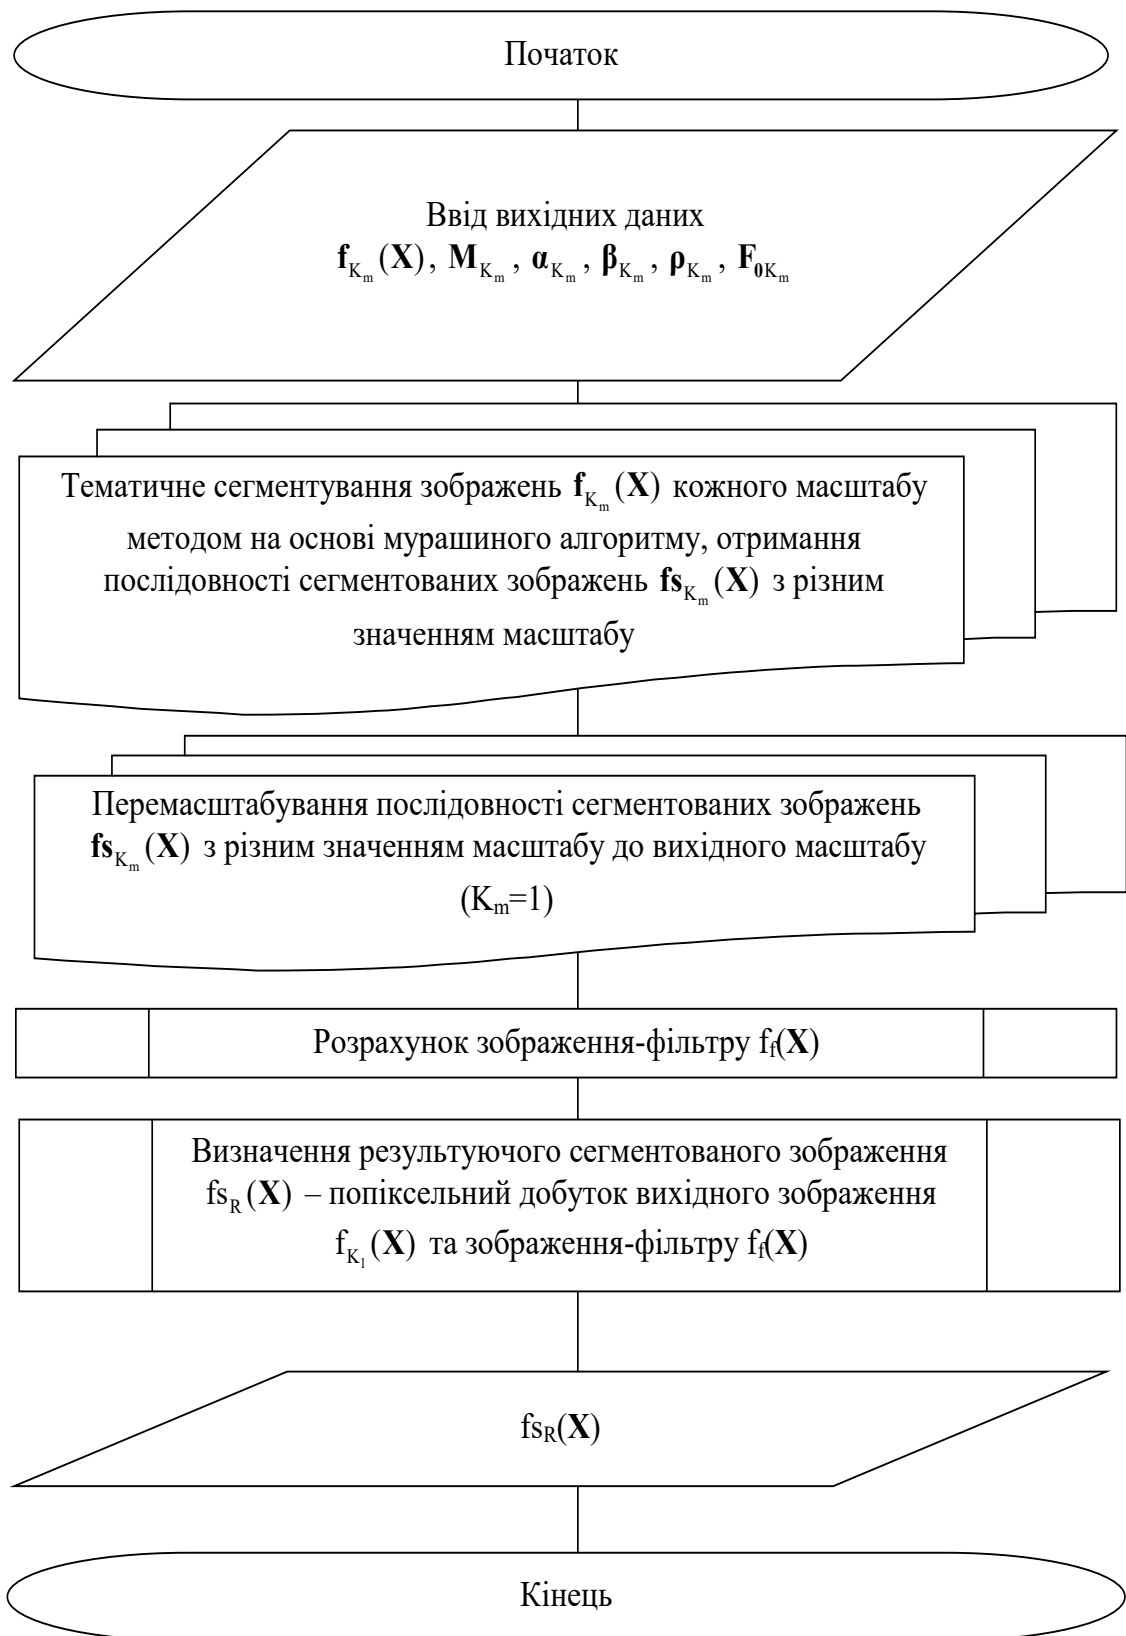 Початок
Ввід вихідних даних
f_{K_m}(X), M_{K_m}, α_{K_m}, β_{K_m}, ρ_{K_m}, F_{0K_m}
Тематичне сегментування зображень f_{K_m}(X) кожного масштабу
методом на основі мурашиного алгоритму, отримання
послідовності сегментованих зображень fs_{K_m}(X) з різним
значенням масштабу
Перемасштабування послідовності сегментованих зображень
fs_{K_m}(X) з різним значенням масштабу до вихідного масштабу
(K_m=1)
Розрахунок зображення-фільтру f_f(X)
Визначення результуючого сегментованого зображення
fs_R(X) – попіксельний добуток вихідного зображення
f_{K_1}(X) та зображення-фільтру f_f(X)
fs_R(X)
Кінець